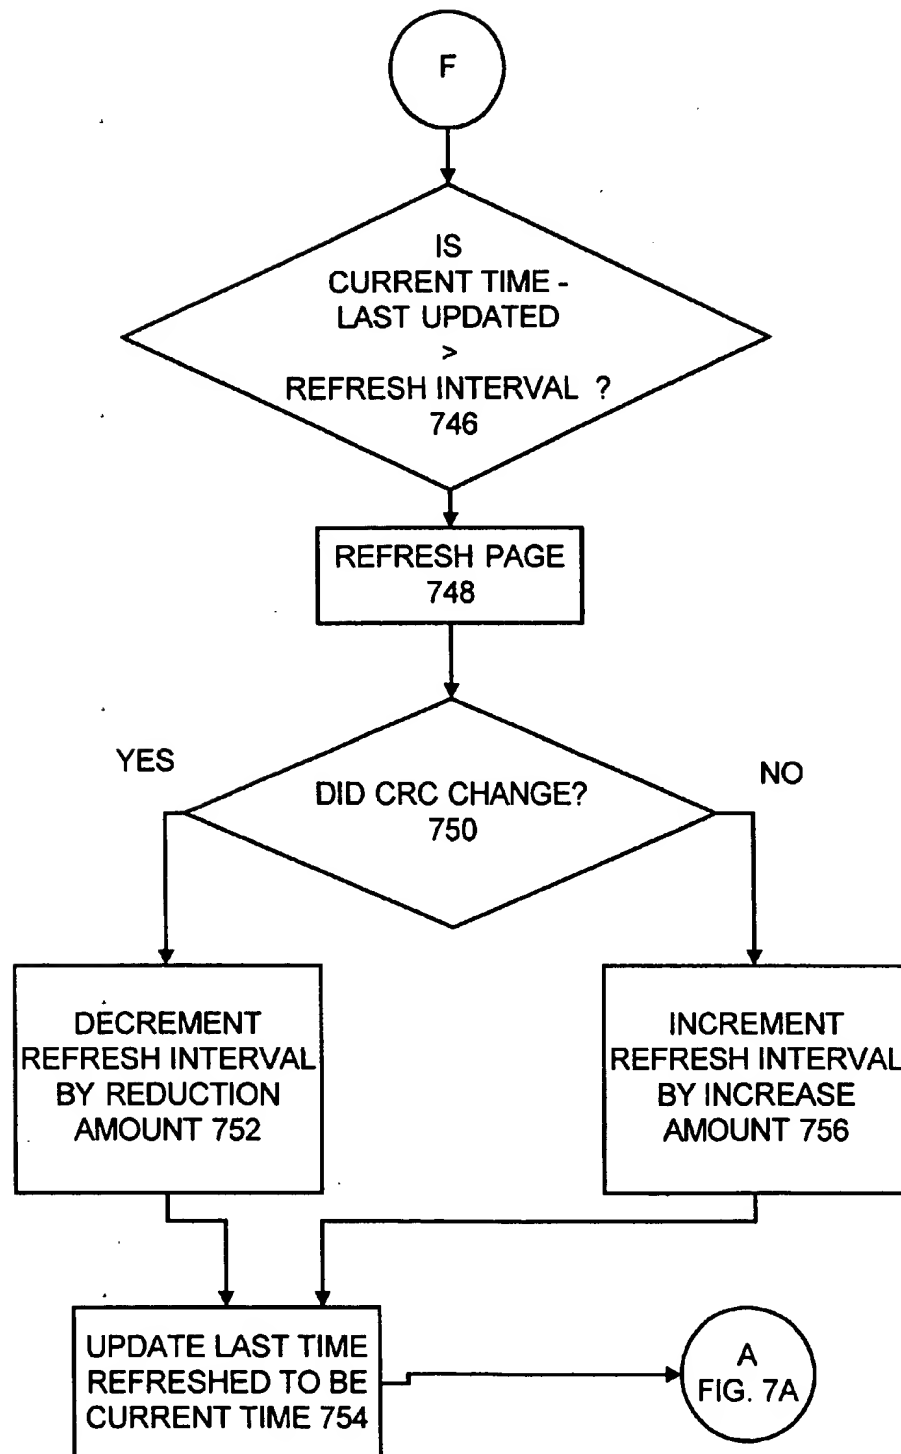 F
IS
CURRENT TIME -
LAST UPDATED
>
REFRESH INTERVAL ?
746
REFRESH PAGE
748
YES
NO
DID CRC CHANGE?
750
DECREMENT
REFRESH INTERVAL
BY REDUCTION
AMOUNT 752
INCREMENT
REFRESH INTERVAL
BY INCREASE
AMOUNT 756
UPDATE LAST TIME
REFRESHED TO BE
CURRENT TIME 754
A
FIG. 7A